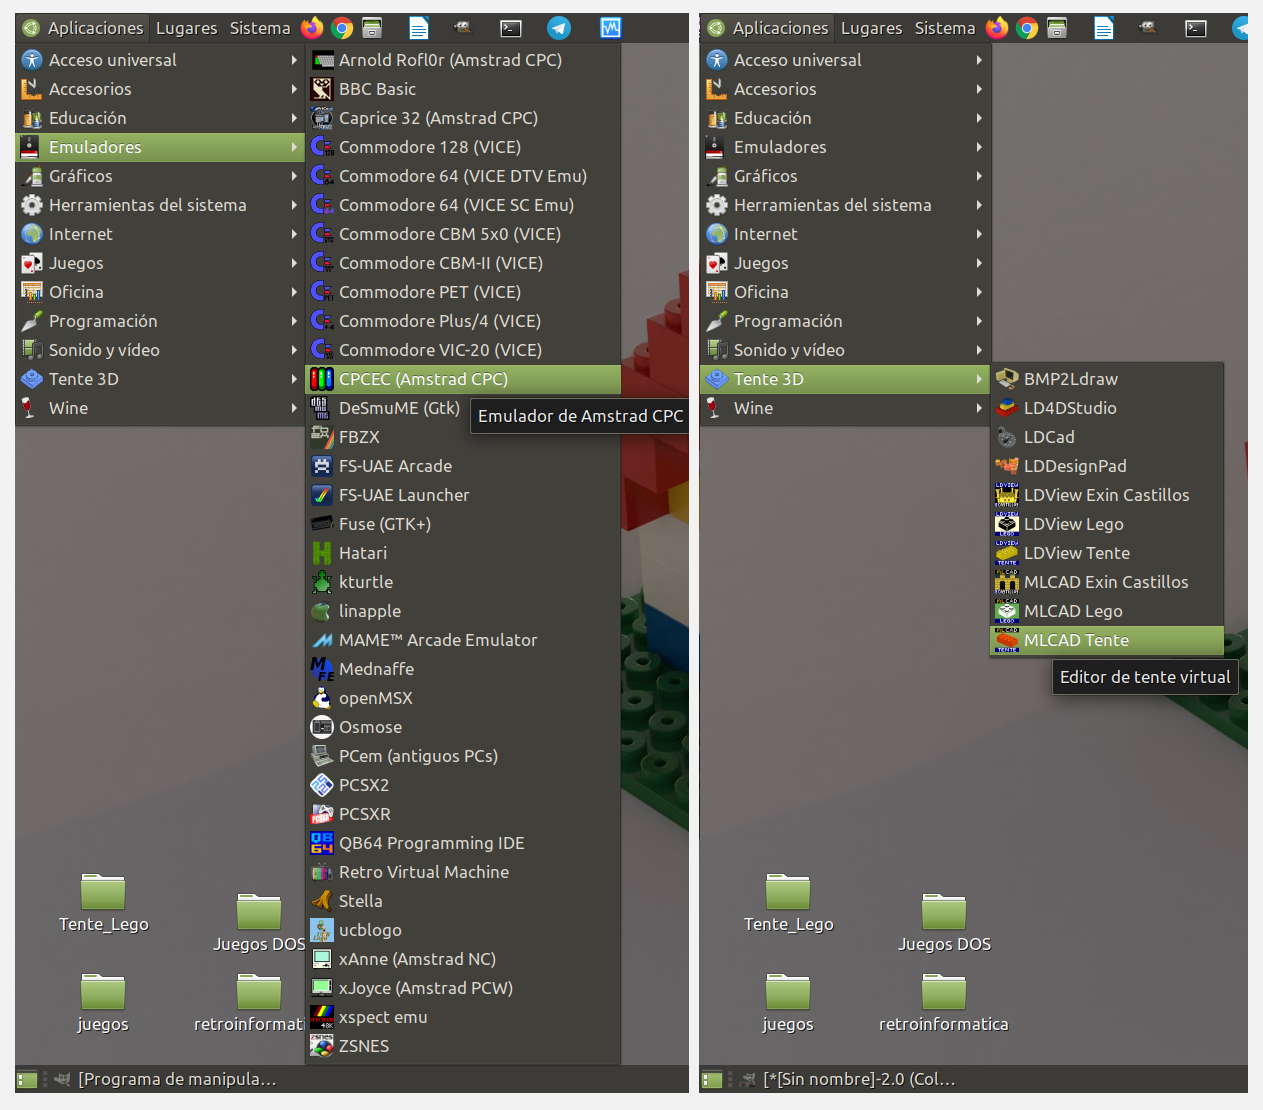 Aplicaciones Lugares Sistema
Acceso universal
Accesorios
Educación
Emuladores
Gráficos
Herramientas del sistema
Internet
Juegos
Oficina
Programación
Sonido y vídeo
Tente 3D
Wine
Arnold Rofl0r (Amstrad CPC)
BBC Basic
Caprice 32 (Amstrad CPC)
Commodore 128 (VICE)
Commodore 64 (VICE DTV Emu)
Commodore 64 (VICE SC Emu)
Commodore CBM 5x0 (VICE)
Commodore CBM-II (VICE)
Commodore PET (VICE)
Commodore Plus/4 (VICE)
Commodore VIC-20 (VICE)
CPCEC (Amstrad CPC)
DeSmuME (Gtk)
Emulador de Amstrad CPC
FBZX
FS-UAE Arcade
FS-UAE Launcher
Fuse (GTK+)
Hatari
kturtle
linapple
MAME™ Arcade Emulator
Mednaffe
openMSX
Osmose
PCem (antiguos PCs)
PCSX2
PCSXR
QB64 Programming IDE
Retro Virtual Machine
Stella
ucblogo
xAnne (Amstrad NC)
xJoyce (Amstrad PCW)
xspect emu
ZSNES
Tente_Lego
Juegos DOS
juegos
retroinformati
[Programa de manipula…
Aplicaciones Lugares Sistema
Acceso universal
Accesorios
Educación
Emuladores
Gráficos
Herramientas del sistema
Internet
Juegos
Oficina
Programación
Sonido y vídeo
Tente 3D
Wine
BMP2Ldraw
LD4DStudio
LDCad
LDDesignPad
LDView Exin Castillos
LDView Lego
LDView Tente
MLCAD Exin Castillos
MLCAD Lego
MLCAD Tente
Editor de tente virtual
Tente_Lego
Juegos DOS
juegos
retroinformatica
[*[Sin nombre]-2.0 (Col…